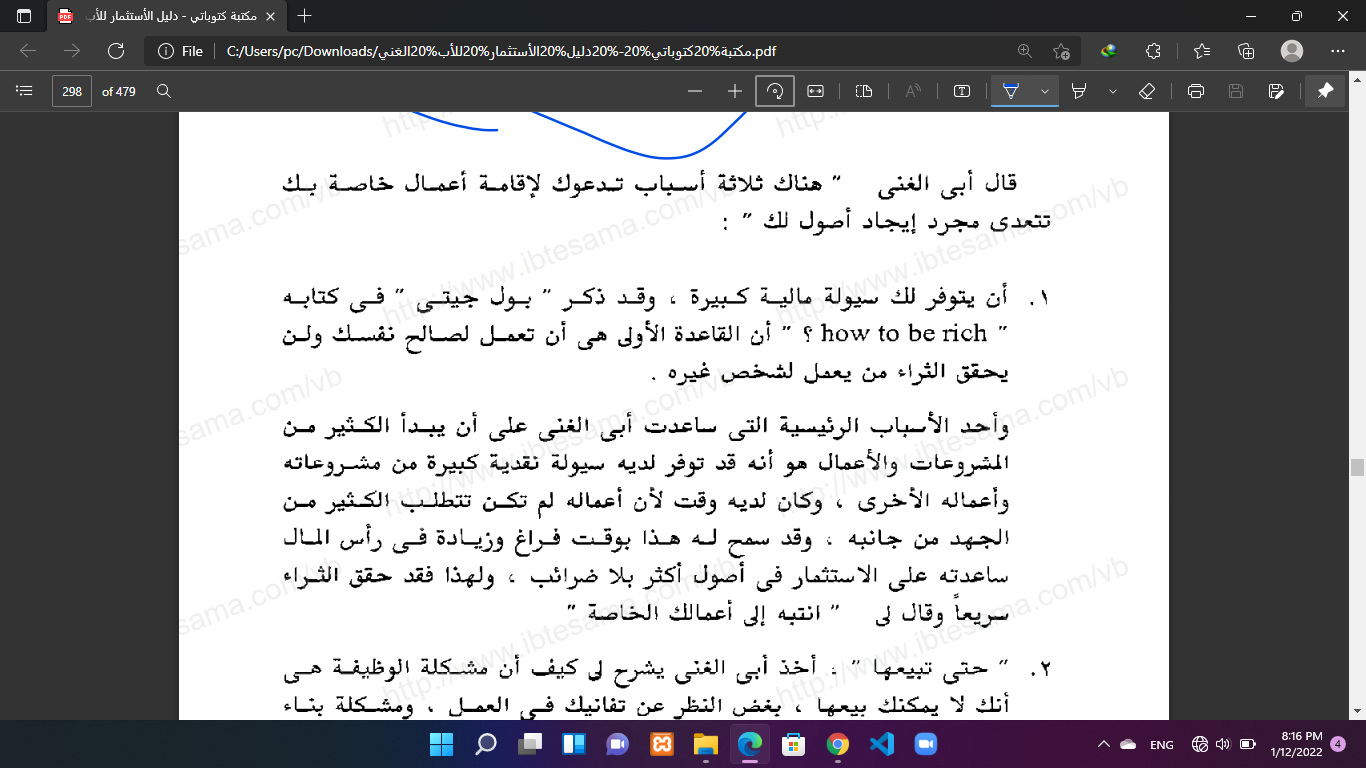 مكتبة كتوباتي - دليل الأستثمار للأب
File
C:/Users/pc/Downloads/مكتبة%20كتوباتي%20-%20دليل%20الأستثمار%20للأب%20الغني.pdf
298 of 479
http://www.ibtesama.com/vb
قال أبى الغنى " هناك ثلاثة أسباب تدعوك لإقامة أعمال خاصة بك
تتعدى مجرد إيجاد أصول لك " :
١. أن يتوفر لك سيولة مالية كبيرة ، وقد ذكر " بول جيتى " فى كتابه
" how to be rich ؟ " أن القاعدة الأولى هى أن تعمل لصالح نفسك ولن
يحقق الثراء من يعمل لشخص غيره .
وأحد الأسباب الرئيسية التى ساعدت أبى الغنى على أن يبدأ الكثير من
المشروعات والأعمال هو أنه قد توفر لديه سيولة نقدية كبيرة من مشروعاته
وأعماله الأخرى ، وكان لديه وقت لأن أعماله لم تكن تتطلب الكثير من
الجهد من جانبه ، وقد سمح له هذا بوقت فراغ وزيادة فى رأس المال
ساعدته على الاستثمار فى أصول أكثر بلا ضرائب ، ولهذا فقد حقق الثراء
سريعاً وقال لى " انتبه إلى أعمالك الخاصة "
٢. " حتى تبيعها " . أخذ أبى الغنى يشرح لى كيف أن مشكلة الوظيفة هى
أنك لا يمكنك بيعها ، بغض النظر عن تفانيك فى العمل ، ومشكلة بناء
ENG
8:16 PM
1/12/2022
4